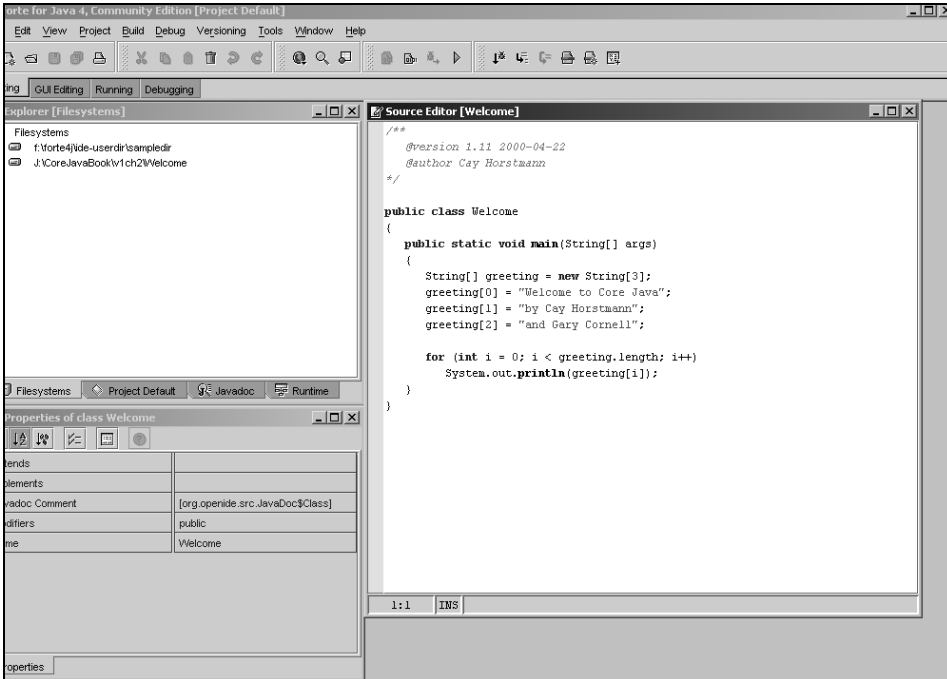 orte for Java 4, Community Edition [Project Default]
Edit View Project Build Debug Versioning Tools Window Help
ing GUI Editing Running Debugging
Explorer [Filesystems]
Filesystems
f:\forte4j\ide-userdir\sampledir
J:\CoreJavaBook\v1ch2\Welcome
Filesystems Project Default Javadoc Runtime
Properties of class Welcome
tends
plements
vadoc Comment [org.openide.src.JavaDoc$Class]
difiers public
me Welcome
roperties
Source Editor [Welcome]
/**
@version 1.11 2000-04-22
@author Cay Horstmann
*/
public class Welcome
{
public static void main(String[] args)
{
String[] greeting = new String[3];
greeting[0] = "Welcome to Core Java";
greeting[1] = "by Cay Horstmann";
greeting[2] = "and Gary Cornell";
for (int i = 0; i < greeting.length; i++)
System.out.println(greeting[i]);
}
}
1:1 INS